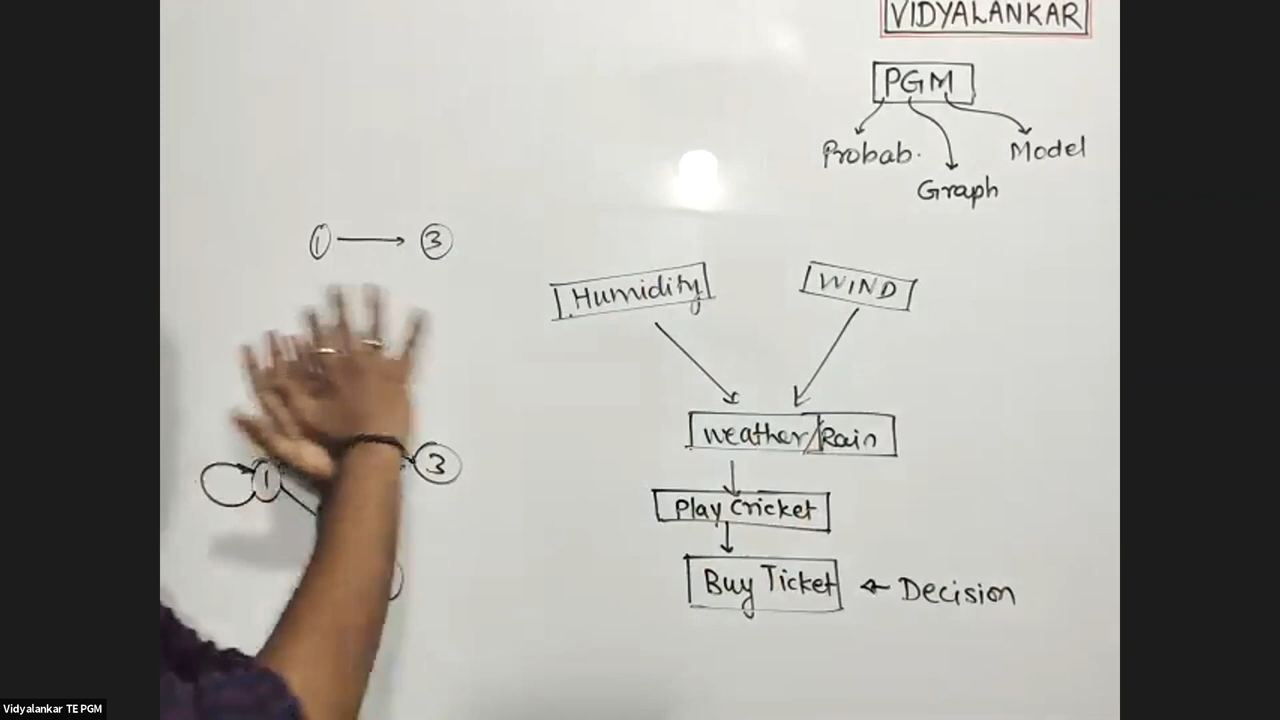 VIDYALANKAR
PGM
Probab.
Model
Graph
1 → 3
Humidity
WIND
Weather/Rain
1
3
Play Cricket
Buy Ticket ← Decision
Vidyalankar TE PGM